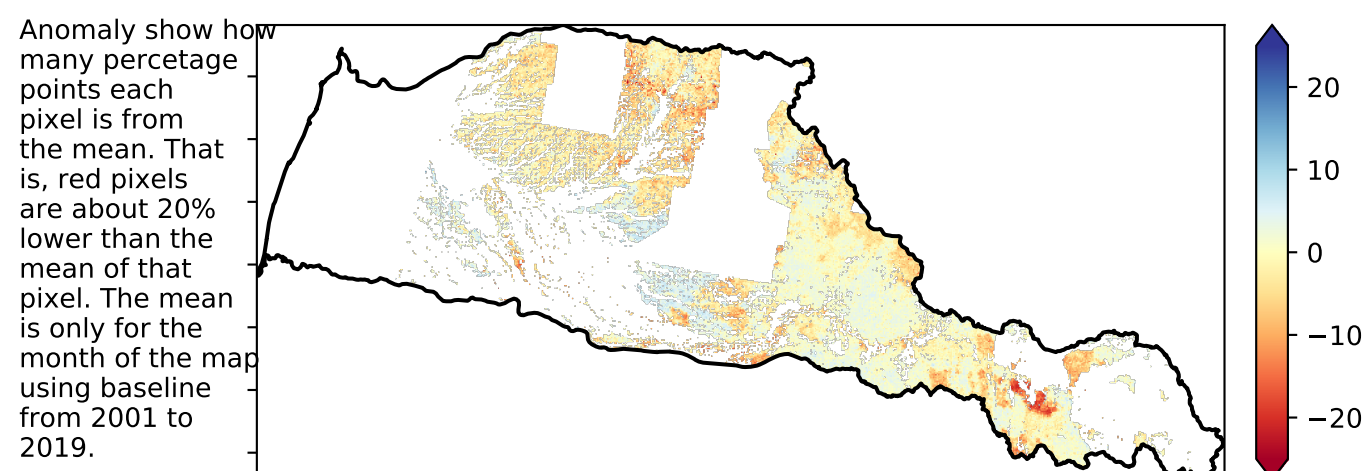 Anomaly show how
many percetage
points each
pixel is from
the mean. That
is, red pixels
are about 20%
lower than the
mean of that
pixel. The mean
is only for the
month of the map
using baseline
from 2001 to
2019.
20
10
0
−10
−20